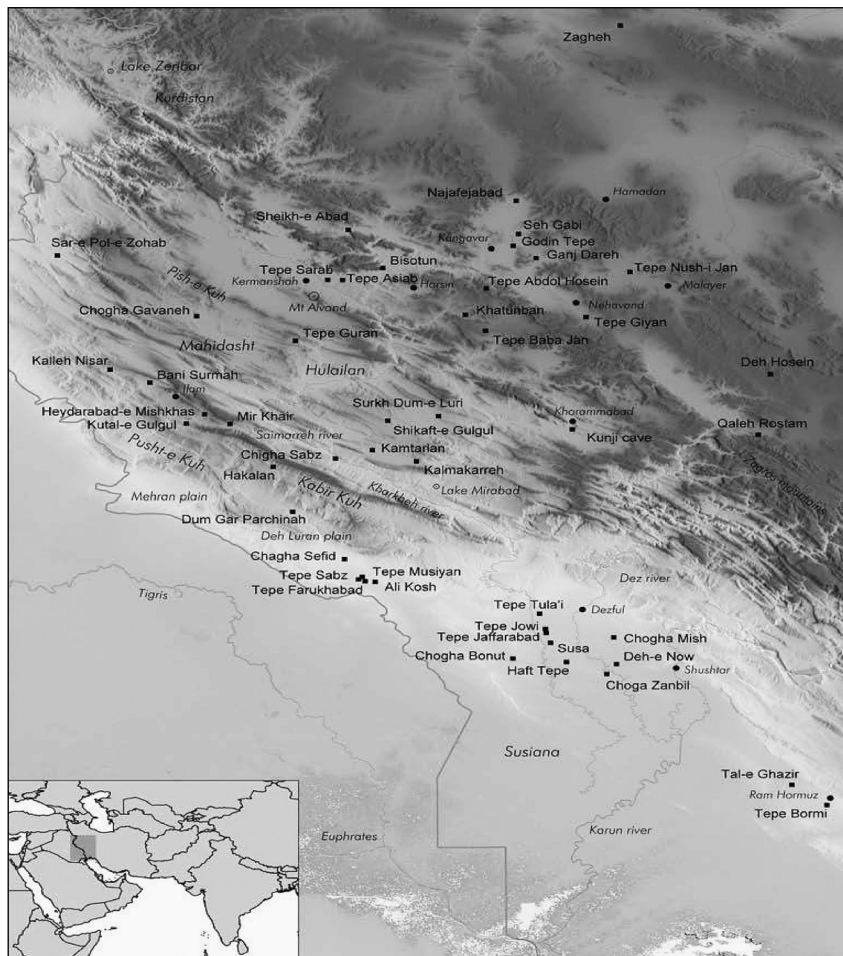 Zagheh
Lake Zeribar
Kurdistan
Najafejabad
Hamadan
Sheikh-e Abad
Seh Gabi
Kangavar
Godin Tepe
Sar-e Pol-e Zohab
Ganj Dareh
Bisotun
Tepe Sarab
Tepe Nush-i Jan
Pish-e Kuh
Kermanshah
Tepe Asiab
Harsin
Tepe Abdol Hosein
Malayer
Mt Alvand
Nehavand
Chogha Gavaneh
Khatunban
Tepe Giyan
Mahidasht
Tepe Guran
Tepe Baba Jan
Kalleh Nisar
Hulailan
Deh Hosein
Bani Surmah
Ilam
Surkh Dum-e Luri
Heydarabad-e Mishkhas
Mir Khair
Khorammabad
Kutal-e Gulgul
Shikaft-e Gulgul
Qaleh Rostam
Saimarreh river
Kunji cave
Pusht-e Kuh
Chigha Sabz
Kamtarlan
Hakalan
Kalmakarreh
Zagros mountains
Kabir Kuh
Kharkheh river
Lake Mirabad
Mehran plain
Dum Gar Parchinah
Deh Luran plain
Chagha Sefid
Tepe Sabz
Tepe Musiyan
Dez river
Tigris
Tepe Farukhabad
Ali Kosh
Tepe Tula'i
Dezful
Tepe Jowi
Tepe Jaffarabad
Chogha Mish
Susa
Chogha Bonut
Deh-e Now
Haft Tepe
Shushtar
Choga Zanbil
Susiana
Tal-e Ghazir
Ram Hormuz
Tepe Bormi
Euphrates
Karun river